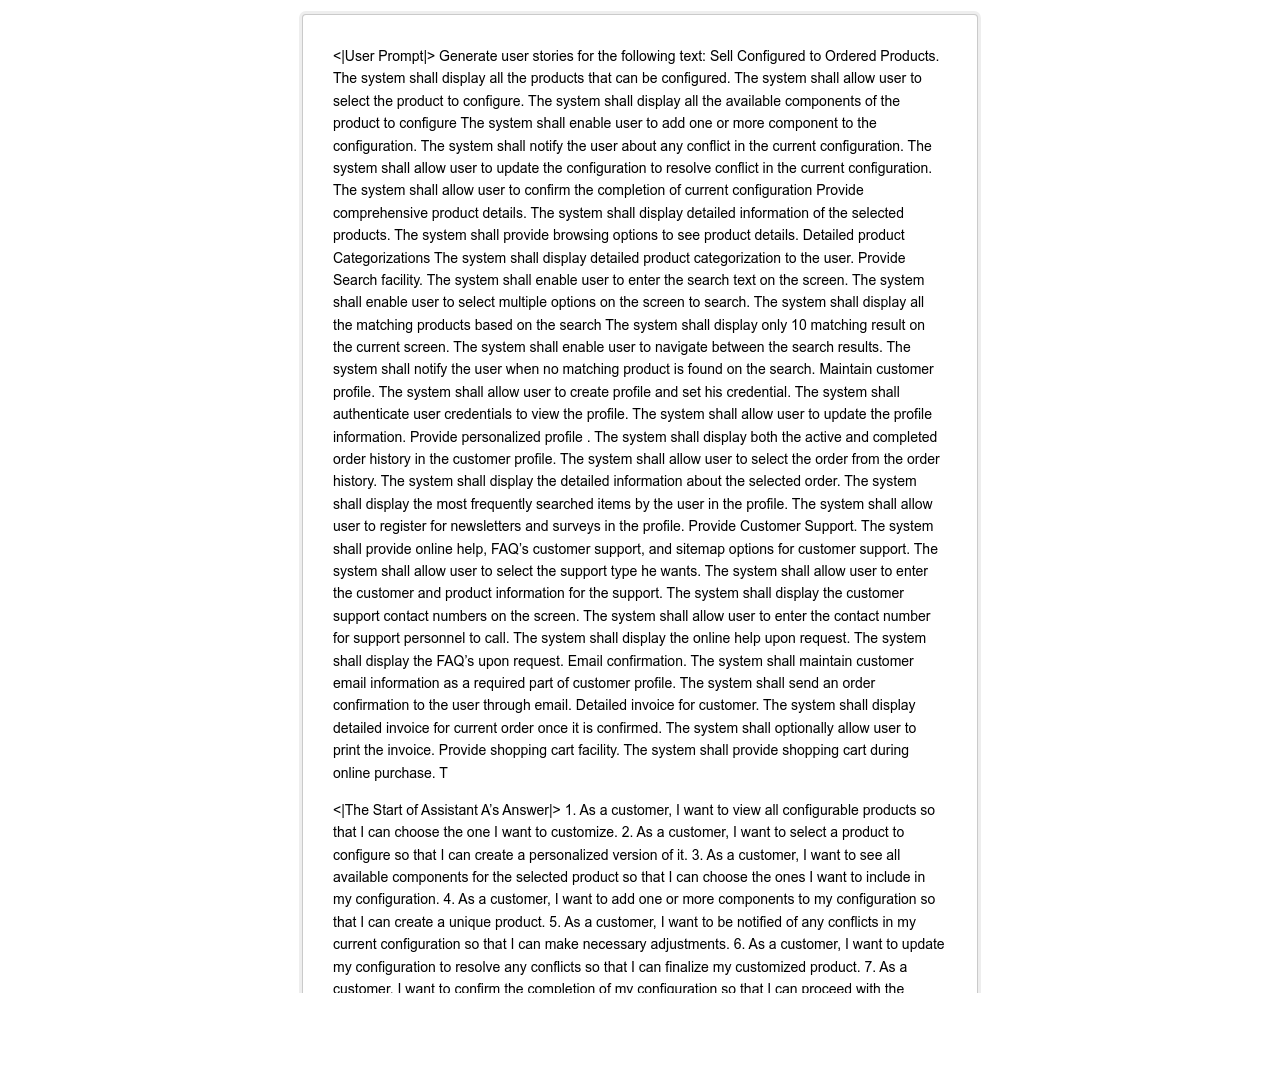 <|User Prompt|> Generate user stories for the following text: Sell Configured to Ordered Products.
The system shall display all the products that can be configured. The system shall allow user to
select the product to configure. The system shall display all the available components of the
product to configure The system shall enable user to add one or more component to the
configuration. The system shall notify the user about any conflict in the current configuration. The
system shall allow user to update the configuration to resolve conflict in the current configuration.
The system shall allow user to confirm the completion of current configuration Provide
comprehensive product details. The system shall display detailed information of the selected
products. The system shall provide browsing options to see product details. Detailed product
Categorizations The system shall display detailed product categorization to the user. Provide
Search facility. The system shall enable user to enter the search text on the screen. The system
shall enable user to select multiple options on the screen to search. The system shall display all
the matching products based on the search The system shall display only 10 matching result on
the current screen. The system shall enable user to navigate between the search results. The
system shall notify the user when no matching product is found on the search. Maintain customer
profile. The system shall allow user to create profile and set his credential. The system shall
authenticate user credentials to view the profile. The system shall allow user to update the profile
information. Provide personalized profile . The system shall display both the active and completed
order history in the customer profile. The system shall allow user to select the order from the order
history. The system shall display the detailed information about the selected order. The system
shall display the most frequently searched items by the user in the profile. The system shall allow
user to register for newsletters and surveys in the profile. Provide Customer Support. The system
shall provide online help, FAQ’s customer support, and sitemap options for customer support. The
system shall allow user to select the support type he wants. The system shall allow user to enter
the customer and product information for the support. The system shall display the customer
support contact numbers on the screen. The system shall allow user to enter the contact number
for support personnel to call. The system shall display the online help upon request. The system
shall display the FAQ’s upon request. Email confirmation. The system shall maintain customer
email information as a required part of customer profile. The system shall send an order
confirmation to the user through email. Detailed invoice for customer. The system shall display
detailed invoice for current order once it is confirmed. The system shall optionally allow user to
print the invoice. Provide shopping cart facility. The system shall provide shopping cart during
online purchase. T
<|The Start of Assistant A’s Answer|> 1. As a customer, I want to view all configurable products so
that I can choose the one I want to customize. 2. As a customer, I want to select a product to
configure so that I can create a personalized version of it. 3. As a customer, I want to see all
available components for the selected product so that I can choose the ones I want to include in
my configuration. 4. As a customer, I want to add one or more components to my configuration so
that I can create a unique product. 5. As a customer, I want to be notified of any conflicts in my
current configuration so that I can make necessary adjustments. 6. As a customer, I want to update
my configuration to resolve any conflicts so that I can finalize my customized product. 7. As a
customer, I want to confirm the completion of my configuration so that I can proceed with the